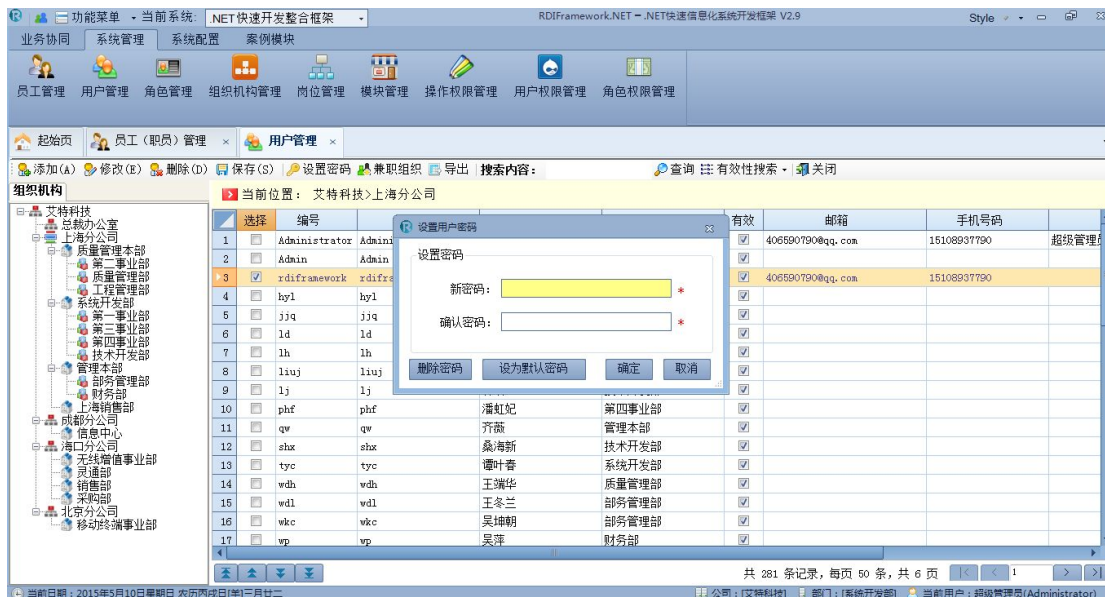 功能菜单 当前系统: .NET快速开发整合框架 RDIFramework.NET━.NET快速信息化系统开发框架 V2.9 Style
业务协同 系统管理 系统配置 案例模块
员工管理 用户管理 角色管理 组织机构管理 岗位管理 模块管理 操作权限管理 用户权限管理 角色权限管理
起始页 员工（职员）管理 × 用户管理 ×
添加(A) 修改(E) 删除(D) 保存(S) 设置密码 兼职组织 导出 搜索内容: 查询 有效性搜索 关闭
组织机构
艾特科技
总裁办公室
上海分公司
质量管理本部
第二事业部
质量管理部
工程管理部
系统开发部
第一事业部
第三事业部
第四事业部
技术开发部
管理本部
部务管理部
财务部
上海销售部
成都分公司
信息中心
海口分公司
无线增值事业部
灵通部
销售部
采购部
北京分公司
移动终端事业部
当前位置: 艾特科技>上海分公司
选择 编号 有效 邮箱 手机号码
1 Administrator Admini 406590790@qq.com 15108937790 超级管理员
2 Admin Admin
3 rdiframework rdifra 406590790@qq.com 15108937790
4 hyl hyl
5 jjq jjq
6 ld ld
7 lh lh
8 liuj liuj
9 lj lj
10 phf phf 潘虹妃 第四事业部
11 qw qw 齐薇 管理本部
12 shx shx 桑海新 技术开发部
13 tyc tyc 谭叶春 系统开发部
14 wdh wdh 王端华 质量管理部
15 wdl wdl 王冬兰 部务管理部
16 wkc wkc 吴坤朝 部务管理部
17 wp wp 吴萍 财务部
设置用户密码
设置密码
新密码: *
确认密码: *
删除密码 设为默认密码 确定 取消
共 281 条记录，每页 50 条，共 6 页 1
当前日期：2015年5月10日星期日 农历丙戌日[羊]三月廿二 公司：[艾特科技] 部门：[系统开发部] 当前用户：超级管理员(Administrator)